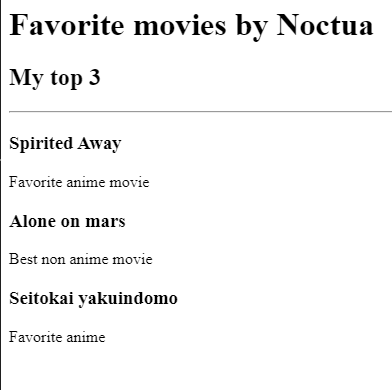 Favorite movies by Noctua
My top 3
Spirited Away
Favorite anime movie
Alone on mars
Best non anime movie
Seitokai yakuindomo
Favorite anime